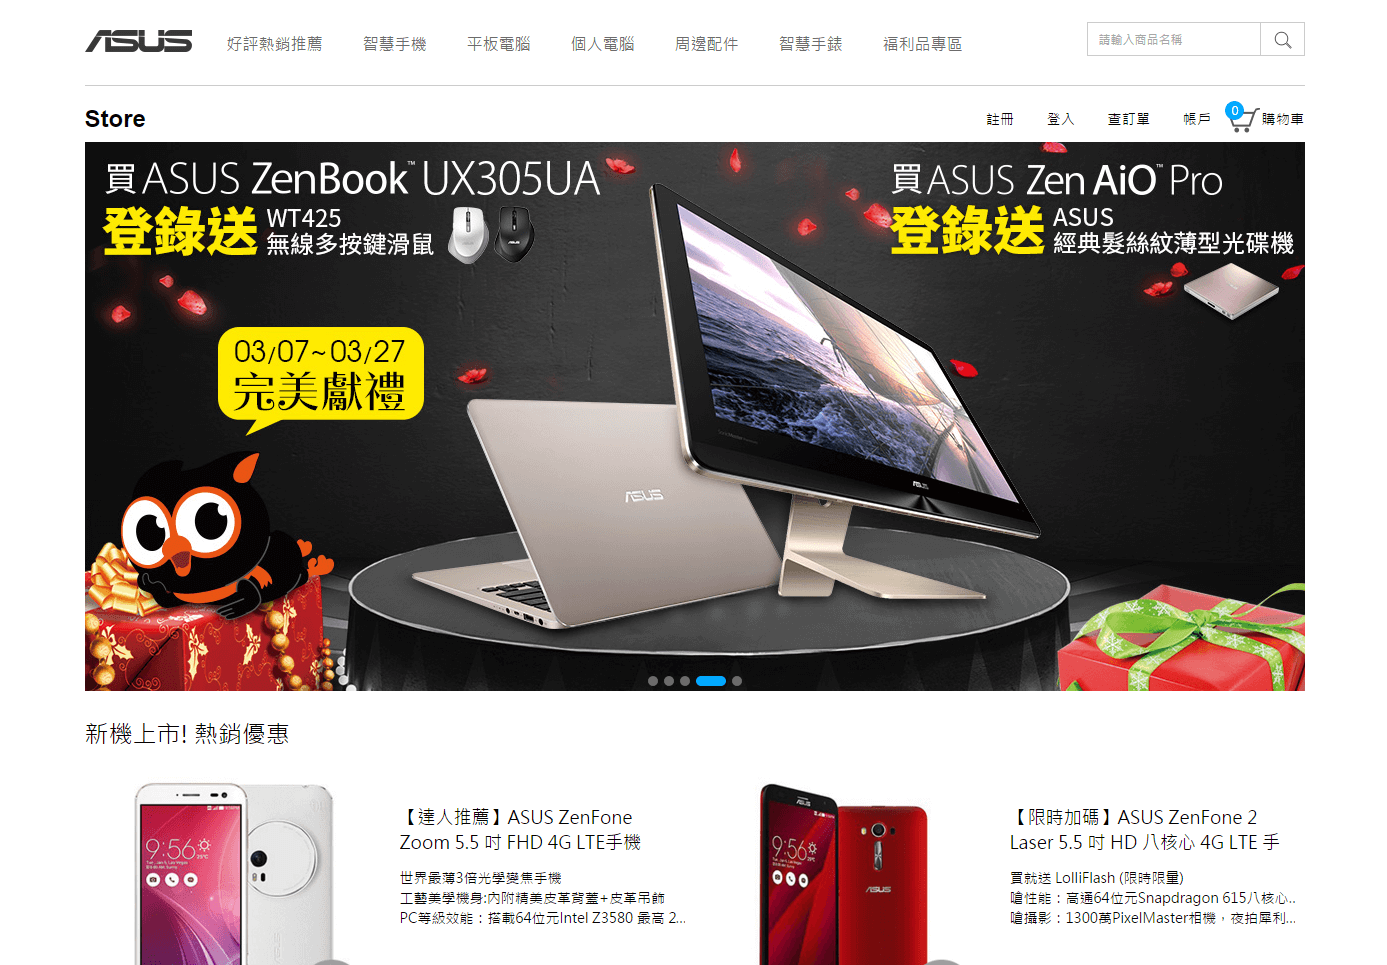 ASUS
好評熱銷推薦
智慧手機
平板電腦
個人電腦
周邊配件
智慧手錶
福利品專區
請輸入商品名稱
Store
註冊
登入
查訂單
帳戶
0
購物車
買ASUS ZenBook™ UX305UA
登錄送
WT425
無線多按鍵滑鼠
買ASUS Zen AiO™ Pro
登錄送
ASUS
經典髮絲紋薄型光碟機
03/07~03/27
完美獻禮
ASUS
ASUS
新機上市! 熱銷優惠
9:56
25°C
【達人推薦】ASUS ZenFone
Zoom 5.5 吋 FHD 4G LTE手機
世界最薄3倍光學變焦手機
工藝美學機身:內附精美皮革背蓋+皮革吊飾
PC等級效能：搭載64位元Intel Z3580 最高 2...
ASUS
9:56
25°C
ASUS
【限時加碼】ASUS ZenFone 2
Laser 5.5 吋 HD 八核心 4G LTE 手
買就送 LolliFlash (限時限量)
嗆性能：高通64位元Snapdragon 615八核心...
嗆攝影：1300萬PixelMaster相機，夜拍犀利...